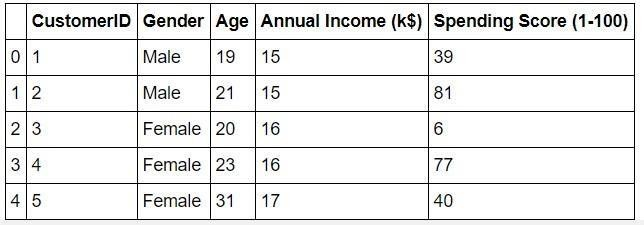 CustomerID Gender Age Annual Income (k$) Spending Score (1-100)
0 1 Male 19 15 39
1 2 Male 21 15 81
2 3 Female 20 16 6
3 4 Female 23 16 77
4 5 Female 31 17 40